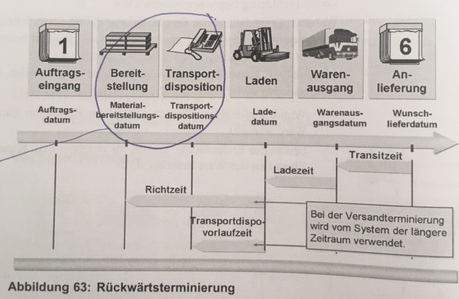 1
6
Auftrags-
eingang
Bereit-
stellung
Transport-
disposition
Laden
Waren-
ausgang
An-
lieferung
Auftrags-
datum
Material-
bereitstellungs-
datum
Transport-
dispositions-
datum
Lade-
datum
Warenaus-
gangsdatum
Wunsch-
lieferdatum
Transitzeit
Ladezeit
Richtzeit
Transportdispo-
vorlaufzeit
Bei der Versandterminierung
wird vom System der längere
Zeitraum verwendet.
Abbildung 63: Rückwärtsterminierung